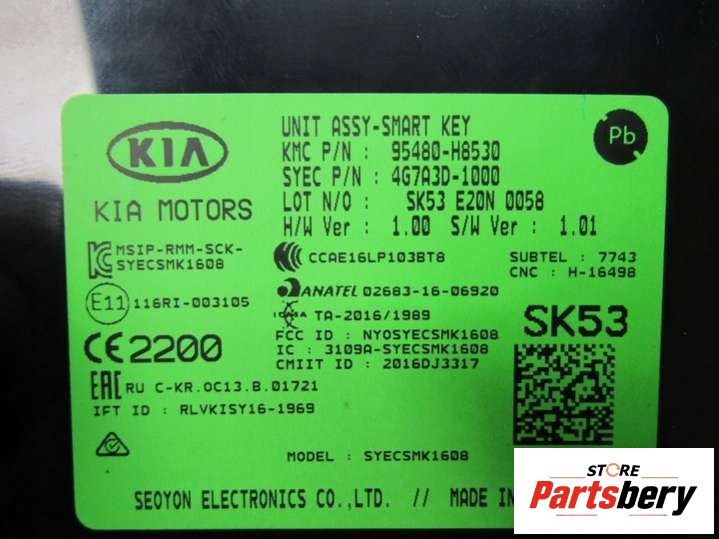 KIA
KIA MOTORS
UNIT ASSY-SMART KEY
KMC P/N : 95480-H8530
SYEC P/N : 4G7A3D-1000
LOT N/O : SK53 E20N 0058
H/W Ver : 1.00 S/W Ver : 1.01
Pb
MSIP-RMM-SCK-
SYECSMK1608
CCAE16LP103BT8
SUBTEL : 7743
CNC : H-16498
E11 116RI-003105
ANATEL 02683-16-06920
TA-2016/1989
SK53
CE2200
FCC ID : NYOSYECSMK1608
IC : 3109A-SYECSMK1608
CMIIT ID : 2016DJ3317
EAC RU C-KR.OC13.B.01721
IFT ID : RLVKISY16-1969
MODEL : SYECSMK1608
SEOYON ELECTRONICS CO.,LTD. // MADE IN
STORE
Partsbery